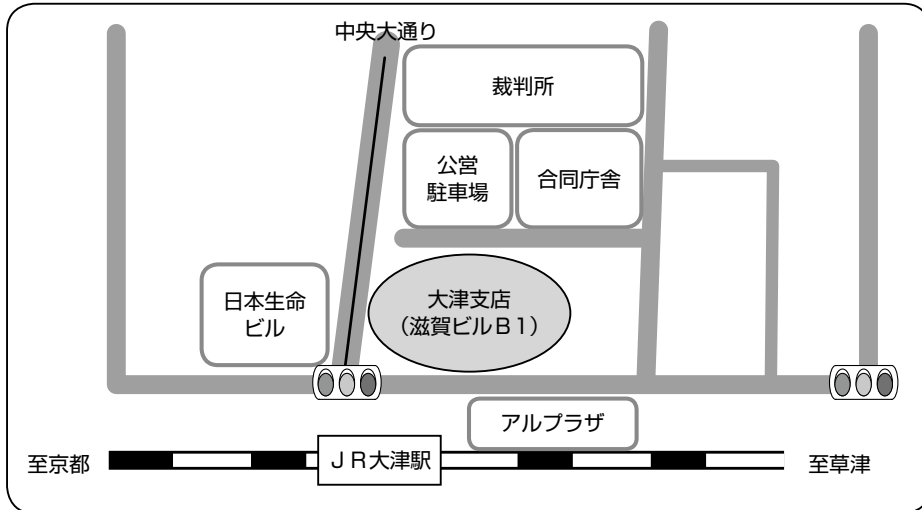 中央大通り
裁判所
公営
駐車場
合同庁舎
日本生命
ビル
大津支店
（滋賀ビルＢ１）
アルプラザ
至京都
ＪＲ大津駅
至草津